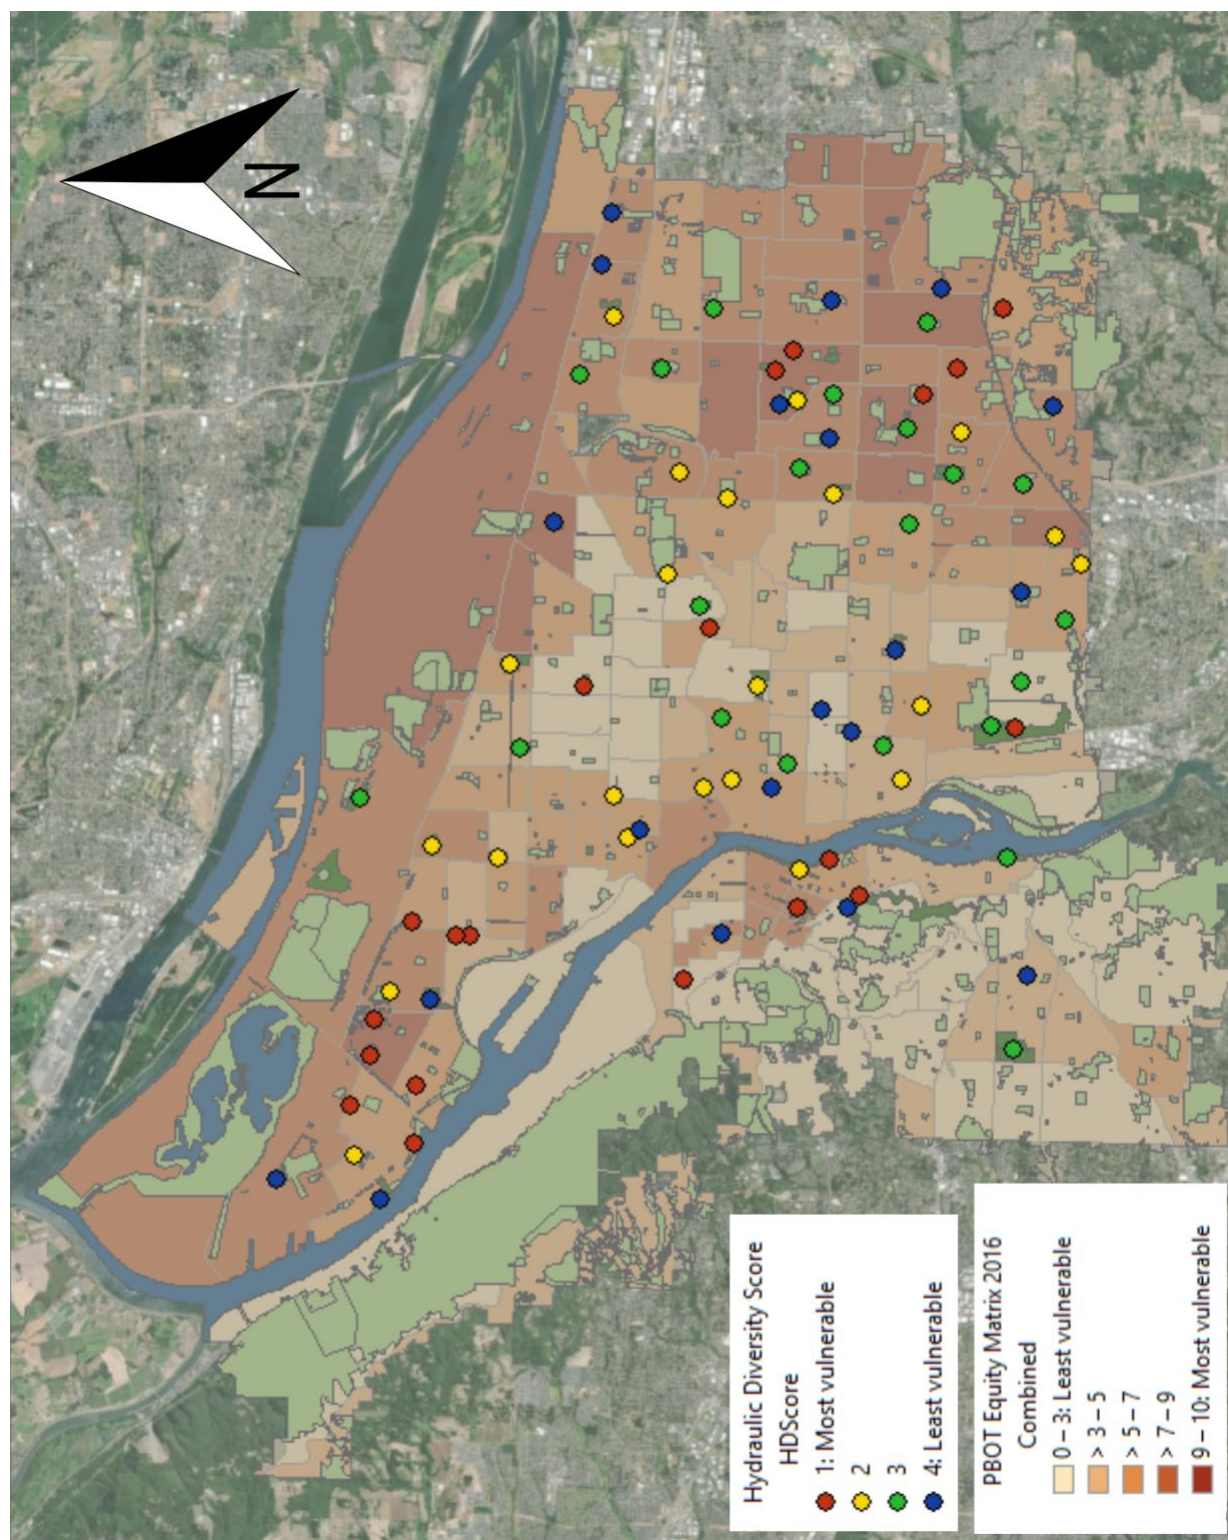 N
Hydraulic Diversity Score
HDScore
1: Most vulnerable
2
3
4: Least vulnerable
PBOT Equity Matrix 2016
Combined
0 – 3: Least vulnerable
> 3 – 5
> 5 – 7
> 7 – 9
9 – 10: Most vulnerable